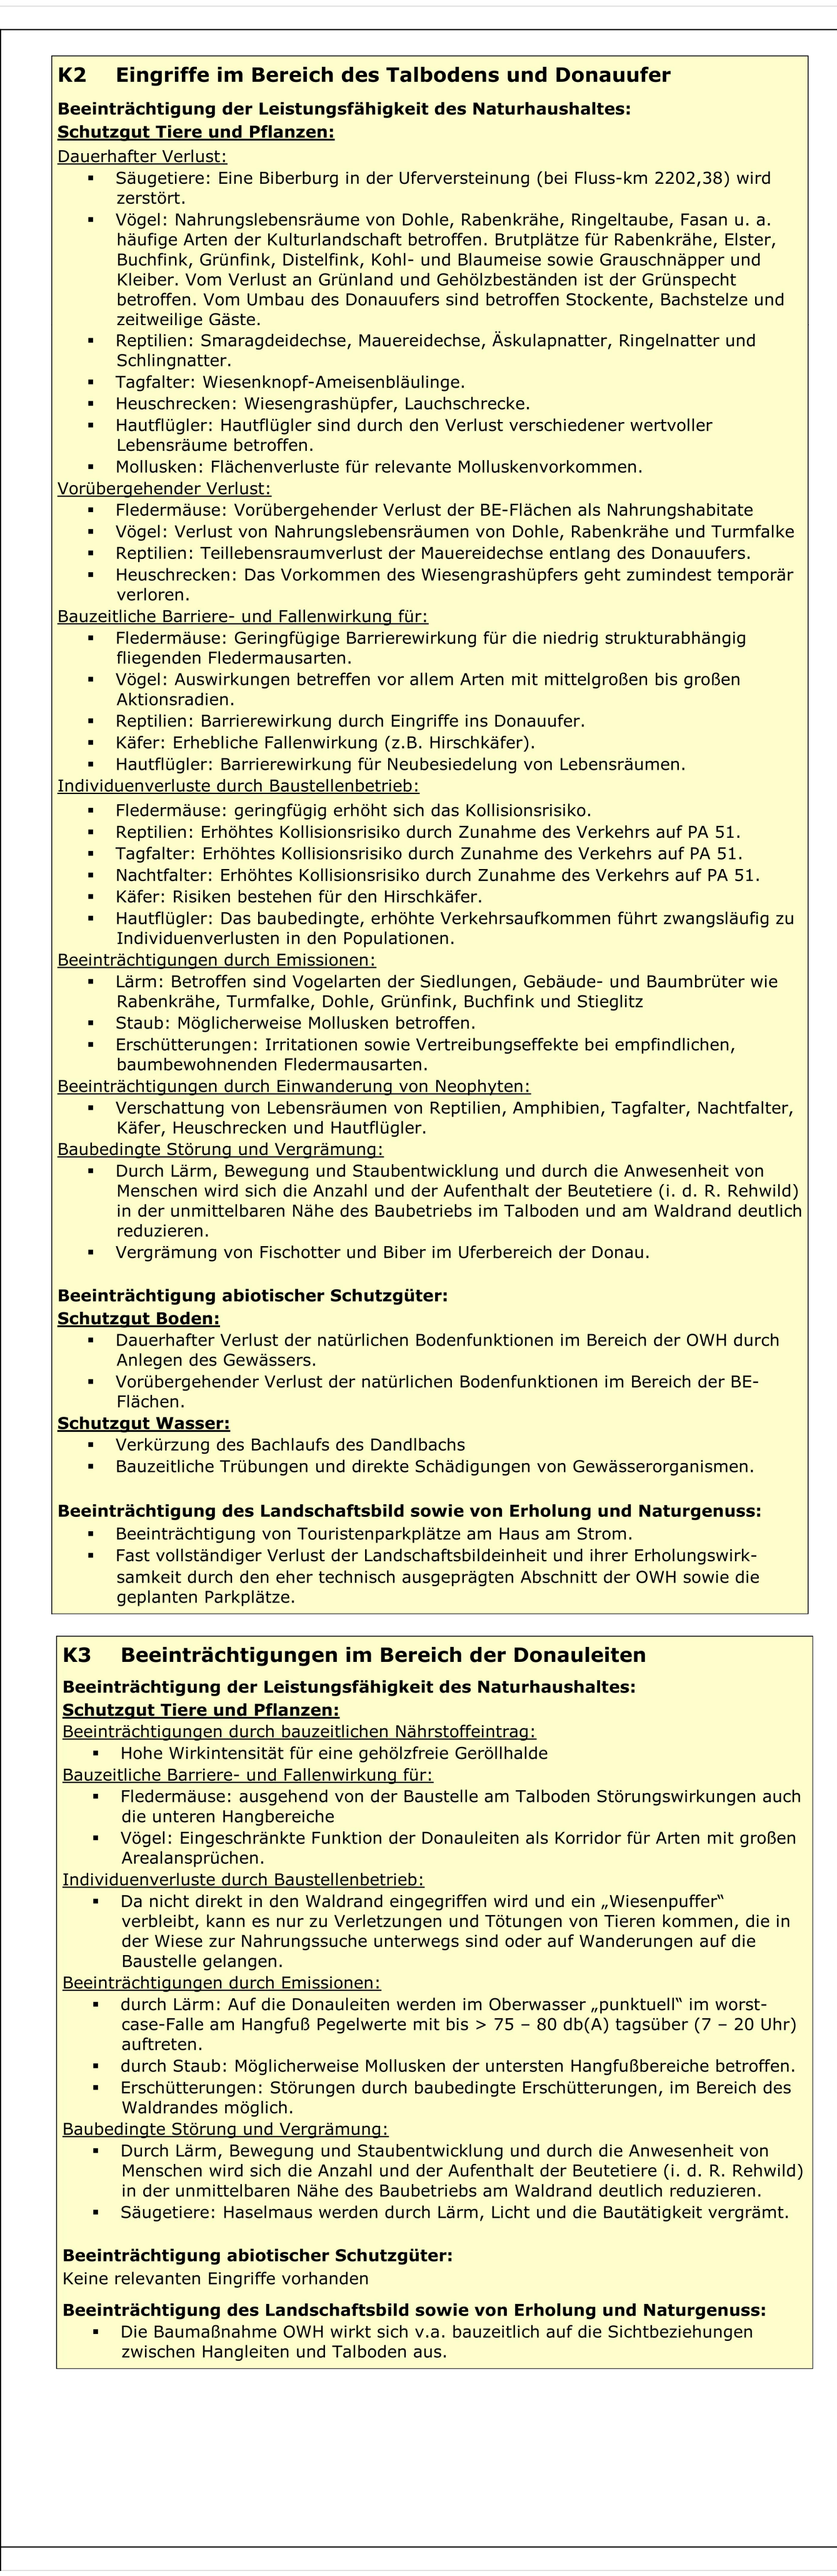 K2 Eingriffe im Bereich des Talbodens und Donauufer
Beeinträchtigung der Leistungsfähigkeit des Naturhaushaltes:
Schutzgut Tiere und Pflanzen:
Dauerhafter Verlust:
▪ Säugetiere: Eine Biberburg in der Uferversteinung (bei Fluss-km 2202,38) wird
zerstört.
▪ Vögel: Nahrungslebensräume von Dohle, Rabenkrähe, Ringeltaube, Fasan u. a.
häufige Arten der Kulturlandschaft betroffen. Brutplätze für Rabenkrähe, Elster,
Buchfink, Grünfink, Distelfink, Kohl- und Blaumeise sowie Grauschnäpper und
Kleiber. Vom Verlust an Grünland und Gehölzbeständen ist der Grünspecht
betroffen. Vom Umbau des Donauufers sind betroffen Stockente, Bachstelze und
zeitweilige Gäste.
▪ Reptilien: Smaragdeidechse, Mauereidechse, Äskulapnatter, Ringelnatter und
Schlingnatter.
▪ Tagfalter: Wiesenknopf-Ameisenbläulinge.
▪ Heuschrecken: Wiesengrashüpfer, Lauchschrecke.
▪ Hautflügler: Hautflügler sind durch den Verlust verschiedener wertvoller
Lebensräume betroffen.
▪ Mollusken: Flächenverluste für relevante Molluskenvorkommen.
Vorübergehender Verlust:
▪ Fledermäuse: Vorübergehender Verlust der BE-Flächen als Nahrungshabitate
▪ Vögel: Verlust von Nahrungslebensräumen von Dohle, Rabenkrähe und Turmfalke
▪ Reptilien: Teillebensraumverlust der Mauereidechse entlang des Donauufers.
▪ Heuschrecken: Das Vorkommen des Wiesengrashüpfers geht zumindest temporär
verloren.
Bauzeitliche Barriere- und Fallenwirkung für:
▪ Fledermäuse: Geringfügige Barrierewirkung für die niedrig strukturabhängig
fliegenden Fledermausarten.
▪ Vögel: Auswirkungen betreffen vor allem Arten mit mittelgroßen bis großen
Aktionsradien.
▪ Reptilien: Barrierewirkung durch Eingriffe ins Donauufer.
▪ Käfer: Erhebliche Fallenwirkung (z.B. Hirschkäfer).
▪ Hautflügler: Barrierewirkung für Neubesiedelung von Lebensräumen.
Individuenverluste durch Baustellenbetrieb:
▪ Fledermäuse: geringfügig erhöht sich das Kollisionsrisiko.
▪ Reptilien: Erhöhtes Kollisionsrisiko durch Zunahme des Verkehrs auf PA 51.
▪ Tagfalter: Erhöhtes Kollisionsrisiko durch Zunahme des Verkehrs auf PA 51.
▪ Nachtfalter: Erhöhtes Kollisionsrisiko durch Zunahme des Verkehrs auf PA 51.
▪ Käfer: Risiken bestehen für den Hirschkäfer.
▪ Hautflügler: Das baubedingte, erhöhte Verkehrsaufkommen führt zwangsläufig zu
Individuenverlusten in den Populationen.
Beeinträchtigungen durch Emissionen:
▪ Lärm: Betroffen sind Vogelarten der Siedlungen, Gebäude- und Baumbrüter wie
Rabenkrähe, Turmfalke, Dohle, Grünfink, Buchfink und Stieglitz
▪ Staub: Möglicherweise Mollusken betroffen.
▪ Erschütterungen: Irritationen sowie Vertreibungseffekte bei empfindlichen,
baumbewohnenden Fledermausarten.
Beeinträchtigungen durch Einwanderung von Neophyten:
▪ Verschattung von Lebensräumen von Reptilien, Amphibien, Tagfalter, Nachtfalter,
Käfer, Heuschrecken und Hautflügler.
Baubedingte Störung und Vergrämung:
▪ Durch Lärm, Bewegung und Staubentwicklung und durch die Anwesenheit von
Menschen wird sich die Anzahl und der Aufenthalt der Beutetiere (i. d. R. Rehwild)
in der unmittelbaren Nähe des Baubetriebs im Talboden und am Waldrand deutlich
reduzieren.
▪ Vergrämung von Fischotter und Biber im Uferbereich der Donau.
Beeinträchtigung abiotischer Schutzgüter:
Schutzgut Boden:
▪ Dauerhafter Verlust der natürlichen Bodenfunktionen im Bereich der OWH durch
Anlegen des Gewässers.
▪ Vorübergehender Verlust der natürlichen Bodenfunktionen im Bereich der BE-
Flächen.
Schutzgut Wasser:
▪ Verkürzung des Bachlaufs des Dandlbachs
▪ Bauzeitliche Trübungen und direkte Schädigungen von Gewässerorganismen.
Beeinträchtigung des Landschaftsbild sowie von Erholung und Naturgenuss:
▪ Beeinträchtigung von Touristenparkplätze am Haus am Strom.
▪ Fast vollständiger Verlust der Landschaftsbildeinheit und ihrer Erholungswirk-
samkeit durch den eher technisch ausgeprägten Abschnitt der OWH sowie die
geplanten Parkplätze.
K3 Beeinträchtigungen im Bereich der Donauleiten
Beeinträchtigung der Leistungsfähigkeit des Naturhaushaltes:
Schutzgut Tiere und Pflanzen:
Beeinträchtigungen durch bauzeitlichen Nährstoffeintrag:
▪ Hohe Wirkintensität für eine gehölzfreie Geröllhalde
Bauzeitliche Barriere- und Fallenwirkung für:
▪ Fledermäuse: ausgehend von der Baustelle am Talboden Störungswirkungen auch
die unteren Hangbereiche
▪ Vögel: Eingeschränkte Funktion der Donauleiten als Korridor für Arten mit großen
Arealansprüchen.
Individuenverluste durch Baustellenbetrieb:
▪ Da nicht direkt in den Waldrand eingegriffen wird und ein „Wiesenpuffer“
verbleibt, kann es nur zu Verletzungen und Tötungen von Tieren kommen, die in
der Wiese zur Nahrungssuche unterwegs sind oder auf Wanderungen auf die
Baustelle gelangen.
Beeinträchtigungen durch Emissionen:
▪ durch Lärm: Auf die Donauleiten werden im Oberwasser „punktuell“ im worst-
case-Falle am Hangfuß Pegelwerte mit bis > 75 – 80 db(A) tagsüber (7 – 20 Uhr)
auftreten.
▪ durch Staub: Möglicherweise Mollusken der untersten Hangfußbereiche betroffen.
▪ Erschütterungen: Störungen durch baubedingte Erschütterungen, im Bereich des
Waldrandes möglich.
Baubedingte Störung und Vergrämung:
▪ Durch Lärm, Bewegung und Staubentwicklung und durch die Anwesenheit von
Menschen wird sich die Anzahl und der Aufenthalt der Beutetiere (i. d. R. Rehwild)
in der unmittelbaren Nähe des Baubetriebs am Waldrand deutlich reduzieren.
▪ Säugetiere: Haselmaus werden durch Lärm, Licht und die Bautätigkeit vergrämt.
Beeinträchtigung abiotischer Schutzgüter:
Keine relevanten Eingriffe vorhanden
Beeinträchtigung des Landschaftsbild sowie von Erholung und Naturgenuss:
▪ Die Baumaßnahme OWH wirkt sich v.a. bauzeitlich auf die Sichtbeziehungen
zwischen Hangleiten und Talboden aus.